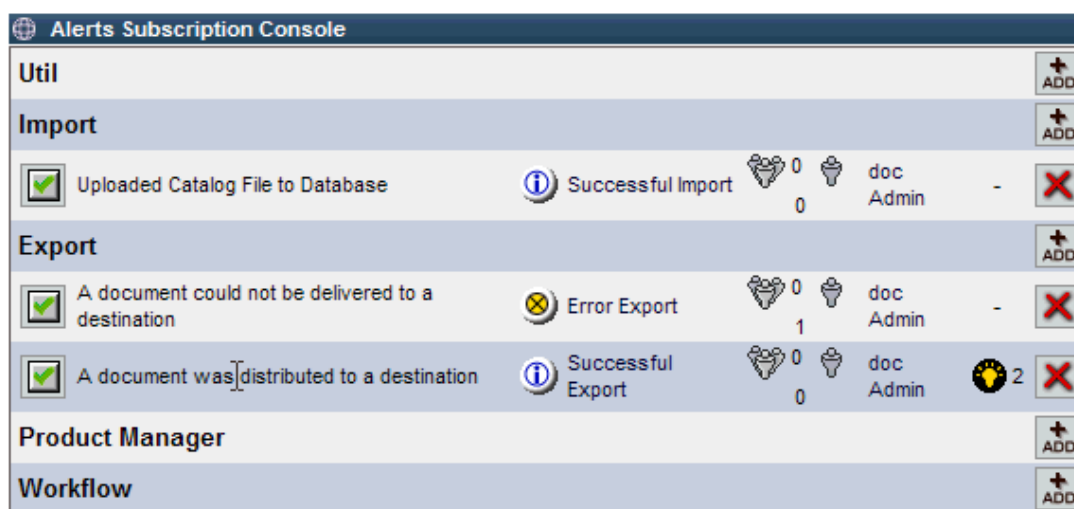 Alerts Subscription Console
Util
+ ADD
Import
+ ADD
Uploaded Catalog File to Database
Successful Import
0
0
doc
Admin
-
Export
+ ADD
A document could not be delivered to a
destination
Error Export
0
1
doc
Admin
-
A document was distributed to a destination
Successful
Export
0
0
doc
Admin
2
Product Manager
+ ADD
Workflow
+ ADD